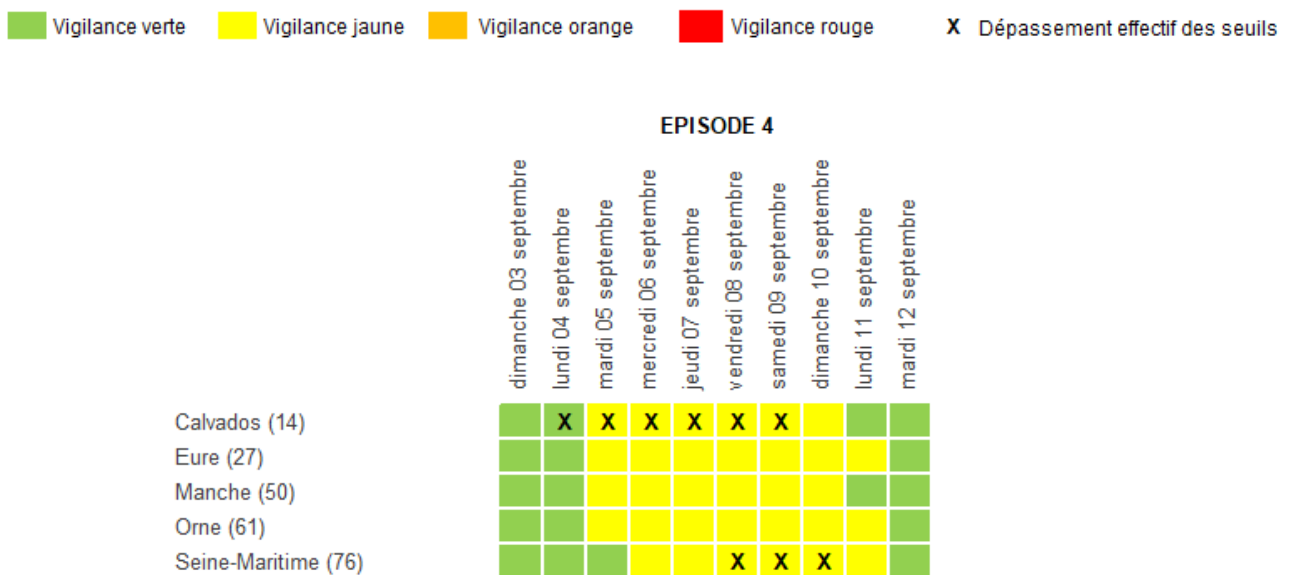 Vigilance verte Vigilance jaune Vigilance orange Vigilance rouge X Dépassement effectif des seuils
EPISODE 4
dimanche 03 septembre
lundi 04 septembre
mardi 05 septembre
mercredi 06 septembre
jeudi 07 septembre
vendredi 08 septembre
samedi 09 septembre
dimanche 10 septembre
lundi 11 septembre
mardi 12 septembre
Calvados (14) X X X X X X
Eure (27)
Manche (50)
Orne (61)
Seine-Maritime (76) X X X